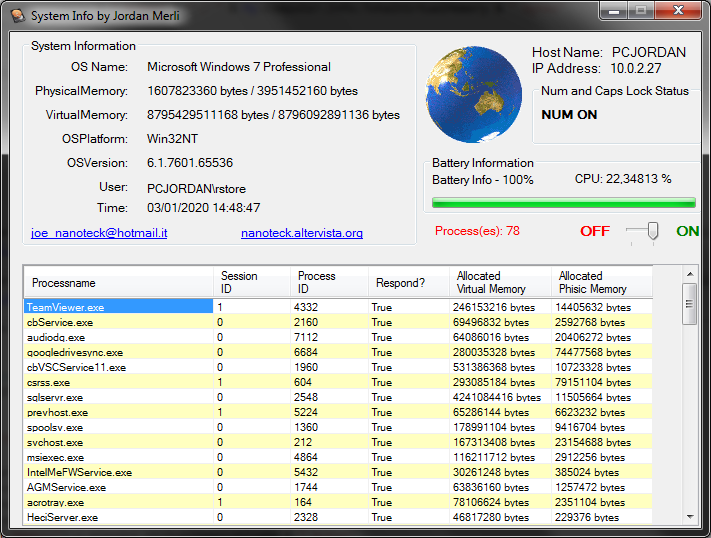 System Info by Jordan Merli
System Information
OS Name: Microsoft Windows 7 Professional
PhysicalMemory: 1607823360 bytes / 3951452160 bytes
VirtualMemory: 8795429511168 bytes / 8796092891136 bytes
OSPlatform: Win32NT
OSVersion: 6.1.7601.65536
User: PCJORDAN\rstore
Time: 03/01/2020 14:48:47
joe_nanoteck@hotmail.it nanoteck.altervista.org
Host Name: PCJORDAN
IP Address: 10.0.2.27
Num and Caps Lock Status
NUM ON
Battery Information
Battery Info - 100% CPU: 22,34813 %
Process(es): 78 OFF ON
Processname Session ID Process ID Respond? Allocated Virtual Memory Allocated Phisic Memory
TeamViewer.exe 1 4332 True 246153216 bytes 14405632 bytes
cbService.exe 0 2160 True 69496832 bytes 2592768 bytes
audiodg.exe 0 7112 True 64086016 bytes 20406272 bytes
googledrivesync.exe 0 6684 True 280035328 bytes 74477568 bytes
cbVSCService11.exe 0 1960 True 531386368 bytes 10723328 bytes
csrss.exe 1 604 True 293085184 bytes 79151104 bytes
sqlservr.exe 0 2548 True 4241084416 bytes 11505664 bytes
prevhost.exe 1 5224 True 65286144 bytes 6623232 bytes
spoolsv.exe 0 1360 True 178991104 bytes 9416704 bytes
svchost.exe 0 212 True 167313408 bytes 23154688 bytes
msiexec.exe 0 4864 True 116211712 bytes 2912256 bytes
IntelMeFWService.exe 0 5432 True 30261248 bytes 385024 bytes
AGMService.exe 0 1744 True 63836160 bytes 1257472 bytes
acrotray.exe 1 164 True 78106624 bytes 2351104 bytes
HeciServer.exe 0 2328 True 46817280 bytes 229376 bytes